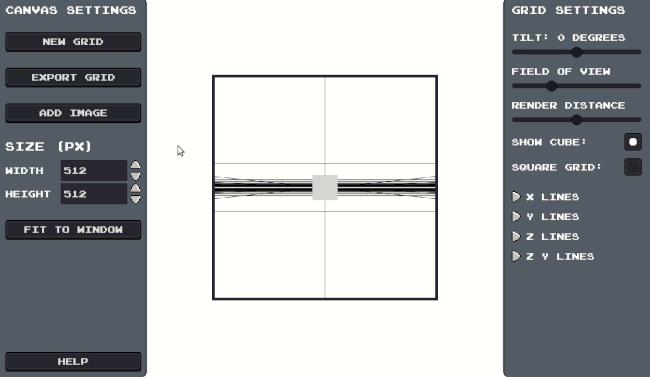 CANVAS SETTINGS
NEW GRID
EXPORT GRID
ADD IMAGE
SIZE (PX)
WIDTH 512
HEIGHT 512
FIT TO WINDOW
HELP
GRID SETTINGS
TILT: 0 DEGREES
FIELD OF VIEW
RENDER DISTANCE
SHOW CUBE:
SQUARE GRID:
X LINES
Y LINES
Z LINES
Z Y LINES